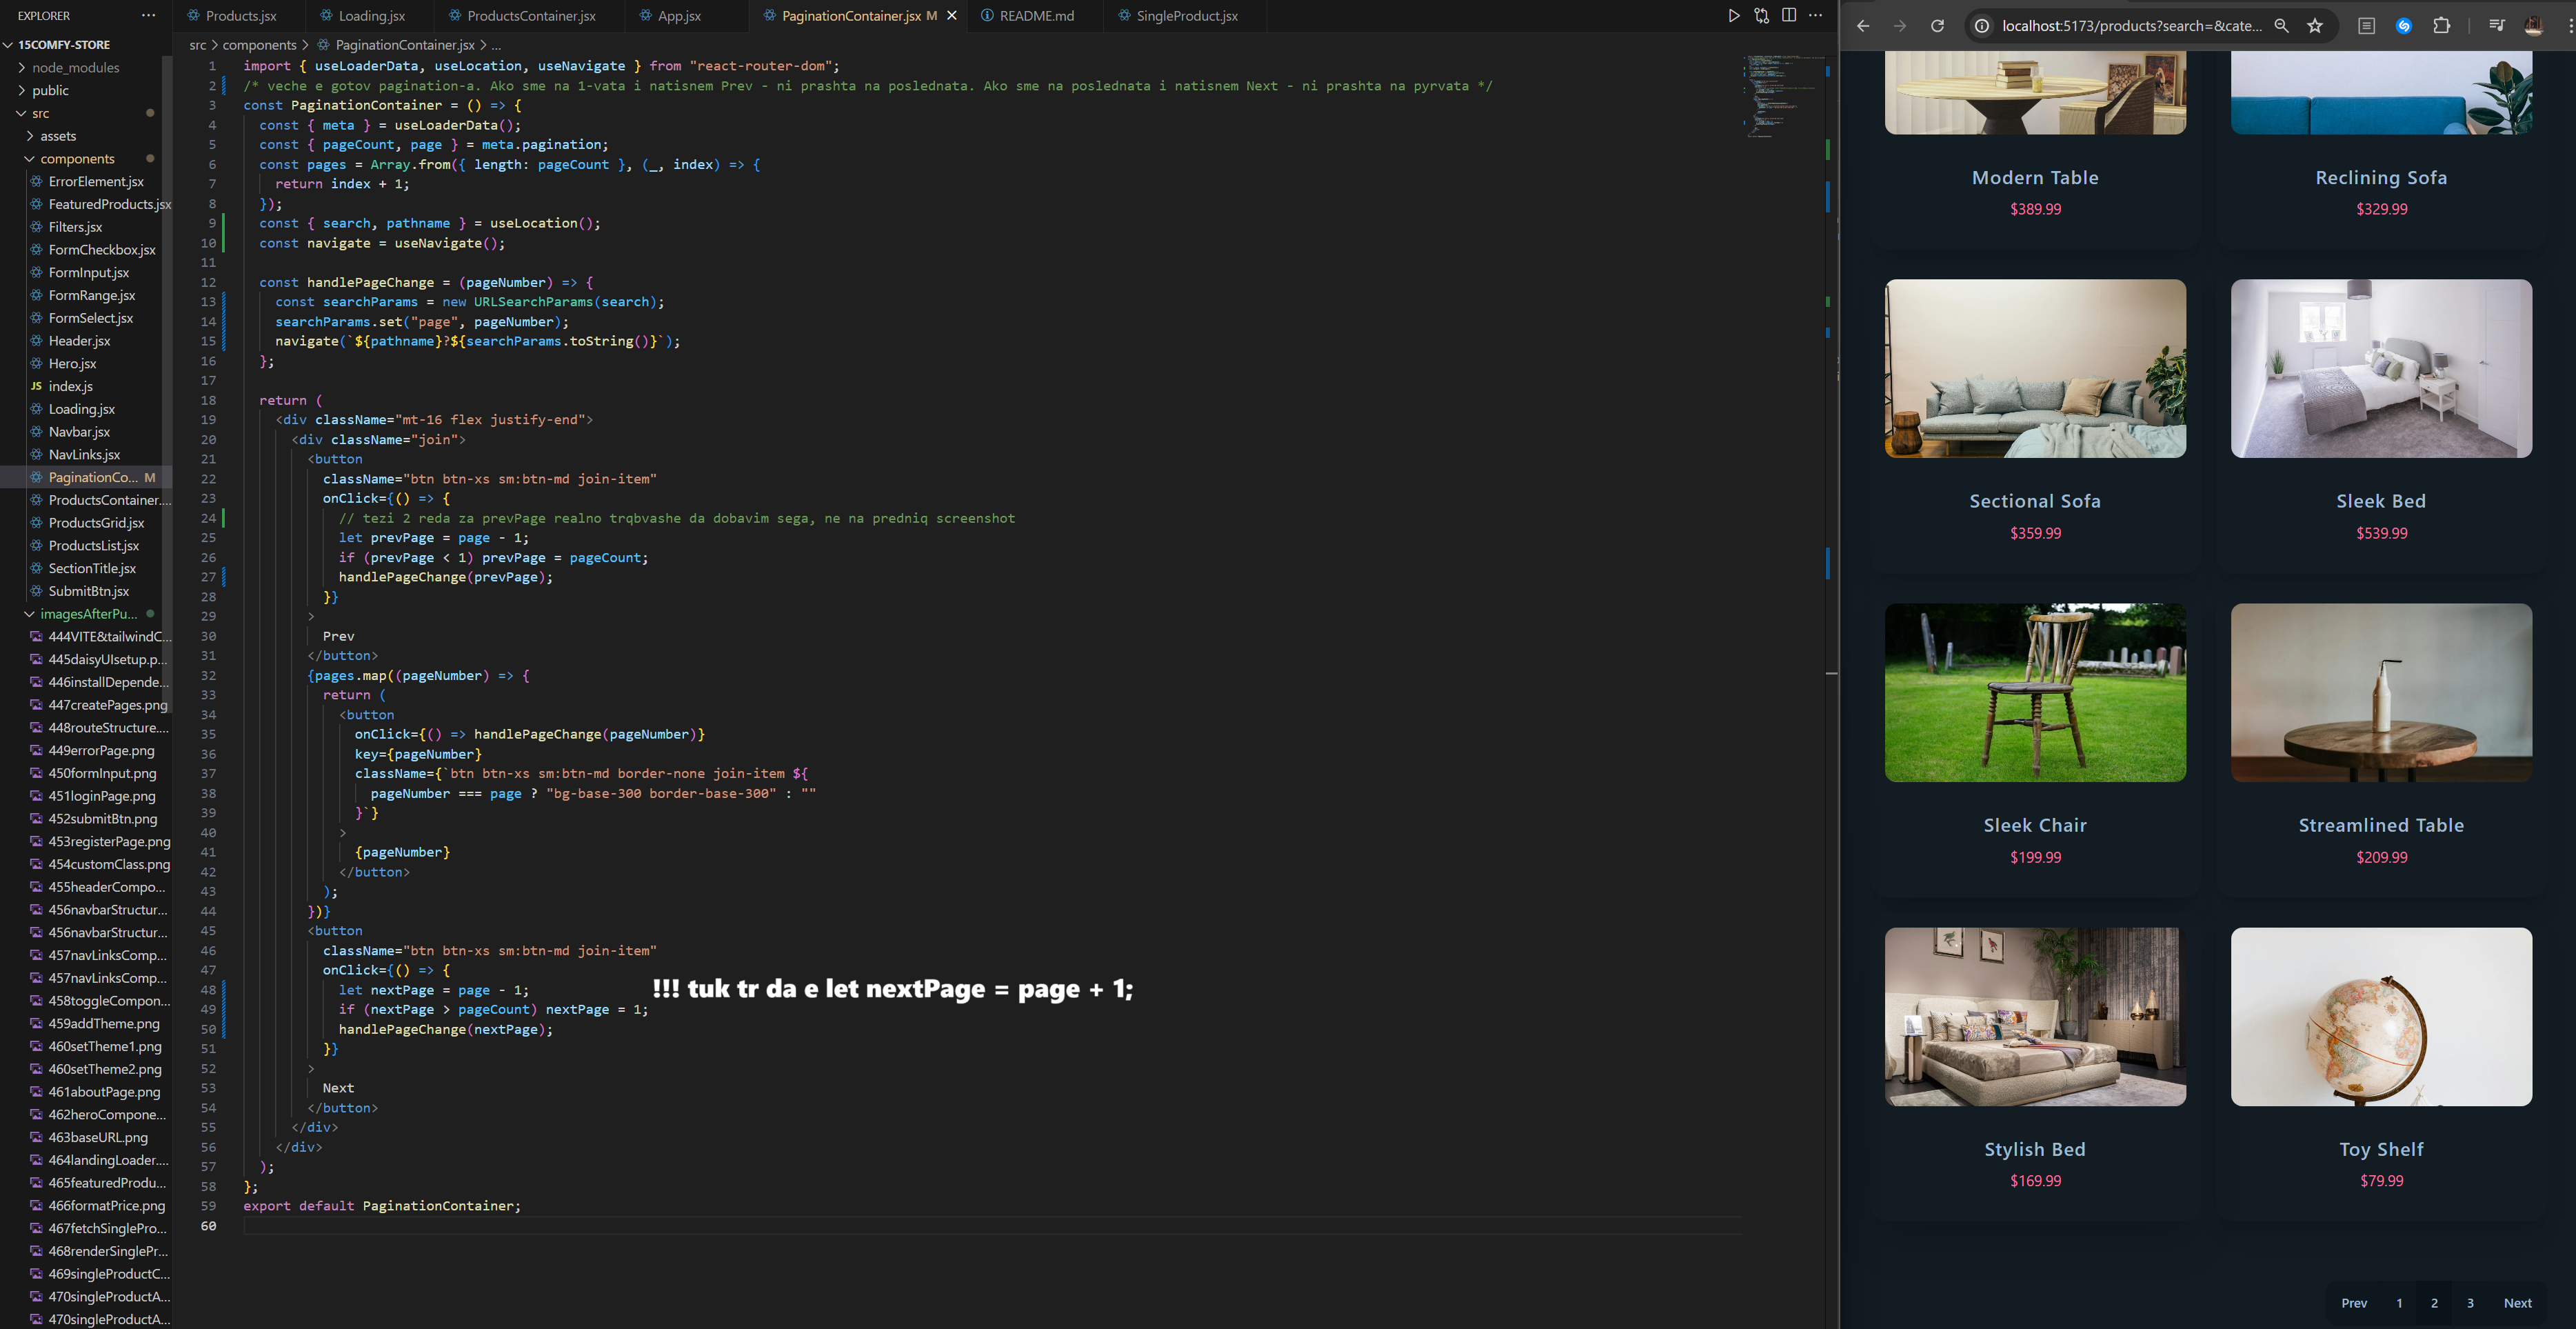 EXPLORER
15COMFY-STORE
node_modules
public
src
assets
components
ErrorElement.jsx
FeaturedProducts.jsx
Filters.jsx
FormCheckbox.jsx
FormInput.jsx
FormRange.jsx
FormSelect.jsx
Header.jsx
Hero.jsx
JS index.js
Loading.jsx
Navbar.jsx
NavLinks.jsx
PaginationCo... M
ProductsContainer....
ProductsGrid.jsx
ProductsList.jsx
SectionTitle.jsx
SubmitBtn.jsx
imagesAfterPu...
444VITE&tailwindC...
445daisyUIsetup.p...
446installDepende...
447createPages.png
448routeStructure....
449errorPage.png
450formInput.png
451loginPage.png
452submitBtn.png
453registerPage.png
454customClass.png
455headerCompo...
456navbarStructur...
456navbarStructur...
457navLinksComp...
457navLinksComp...
458toggleCompon...
459addTheme.png
460setTheme1.png
460setTheme2.png
461aboutPage.png
462heroCompone...
463baseURL.png
464landingLoader....
465featuredProdu...
466formatPrice.png
467fetchSinglePro...
468renderSinglePr...
469singleProductC...
470singleProductA...
470singleProductA...
Products.jsx
Loading.jsx
ProductsContainer.jsx
App.jsx
PaginationContainer.jsx M
README.md
SingleProduct.jsx
src > components > PaginationContainer.jsx > ...
1 import { useLoaderData, useLocation, useNavigate } from "react-router-dom";
2 /* veche e gotov pagination-a. Ako sme na 1-vata i natisnem Prev - ni prashta na poslednata. Ako sme na poslednata i natisnem Next - ni prashta na pyrvata */
3 const PaginationContainer = () => {
4 const { meta } = useLoaderData();
5 const { pageCount, page } = meta.pagination;
6 const pages = Array.from({ length: pageCount }, (_, index) => {
7 return index + 1;
8 });
9 const { search, pathname } = useLocation();
10 const navigate = useNavigate();
11
12 const handlePageChange = (pageNumber) => {
13 const searchParams = new URLSearchParams(search);
14 searchParams.set("page", pageNumber);
15 navigate(`${pathname}?${searchParams.toString()}`);
16 };
17
18 return (
19 <div className="mt-16 flex justify-end">
20 <div className="join">
21 <button
22 className="btn btn-xs sm:btn-md join-item"
23 onClick={() => {
24 // tezi 2 reda za prevPage realno trqbvashe da dobavim sega, ne na predniq screenshot
25 let prevPage = page - 1;
26 if (prevPage < 1) prevPage = pageCount;
27 handlePageChange(prevPage);
28 }}
29 >
30 Prev
31 </button>
32 {pages.map((pageNumber) => {
33 return (
34 <button
35 onClick={() => handlePageChange(pageNumber)}
36 key={pageNumber}
37 className={`btn btn-xs sm:btn-md border-none join-item ${
38 pageNumber === page ? "bg-base-300 border-base-300" : ""
39 }`}
40 >
41 {pageNumber}
42 </button>
43 );
44 })}
45 <button
46 className="btn btn-xs sm:btn-md join-item"
47 onClick={() => {
48 let nextPage = page - 1;
!!! tuk tr da e let nextPage = page + 1;
49 if (nextPage > pageCount) nextPage = 1;
50 handlePageChange(nextPage);
51 }}
52 >
53 Next
54 </button>
55 </div>
56 </div>
57 );
58 };
59 export default PaginationContainer;
60
localhost:5173/products?search=&cate...
Modern Table
$389.99
Reclining Sofa
$329.99
Sectional Sofa
$359.99
Sleek Bed
$539.99
Sleek Chair
$199.99
Streamlined Table
$209.99
Stylish Bed
$169.99
Toy Shelf
$79.99
Prev 1 2 3 Next